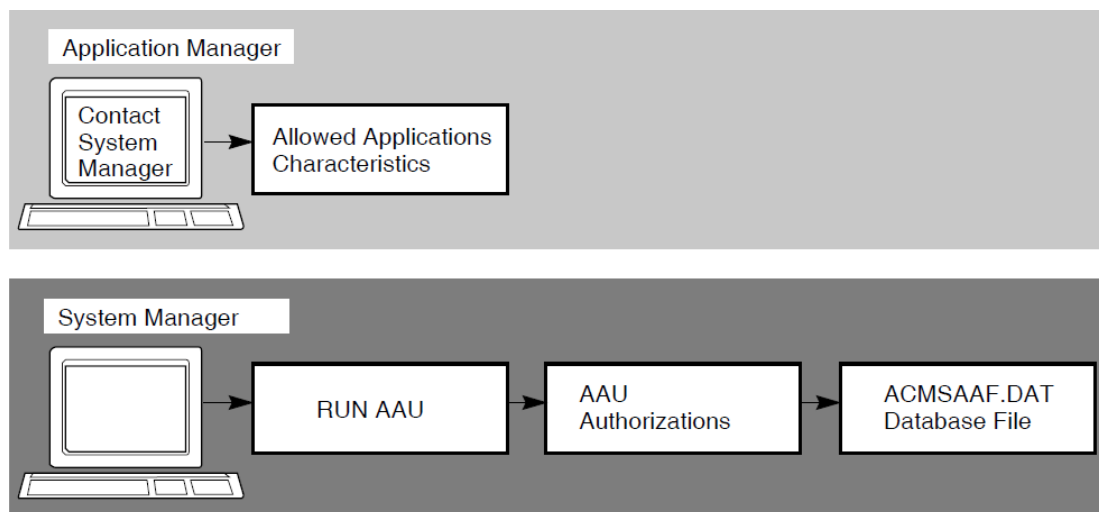 Application Manager
Contact
System
Manager
Allowed Applications
Characteristics
System Manager
RUN AAU
AAU
Authorizations
ACMSAAF.DAT
Database File